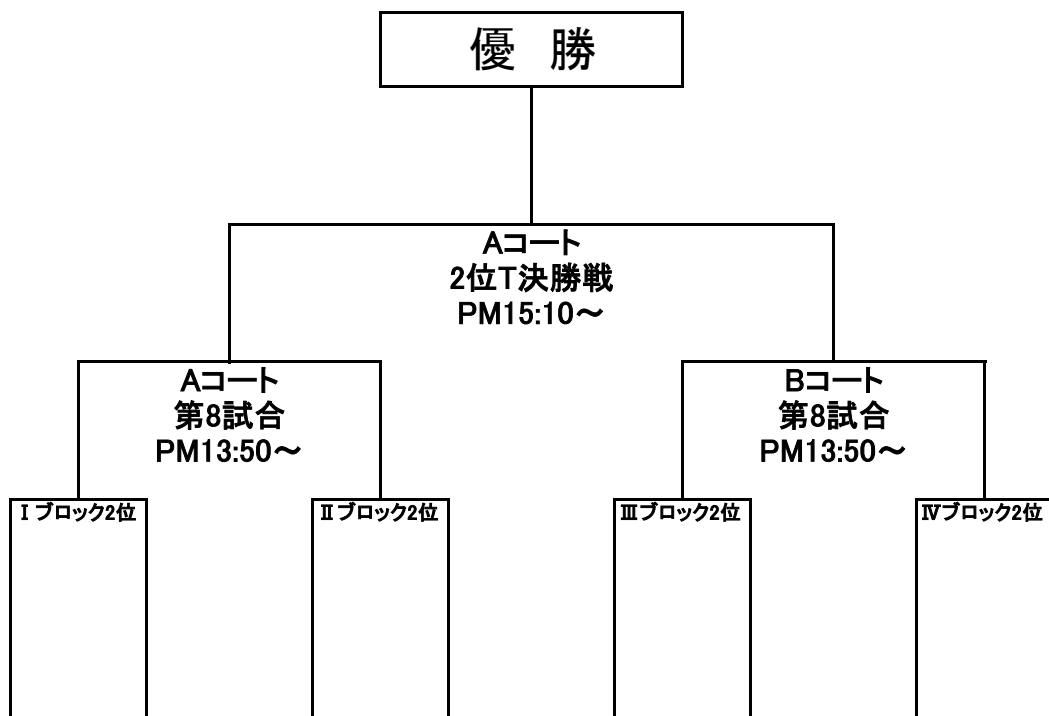 優 勝
Aコート
2位T決勝戦
PM15:10～
Aコート
第8試合
PM13:50～
Bコート
第8試合
PM13:50～
Ⅰブロック2位
Ⅱブロック2位
Ⅲブロック2位
Ⅳブロック2位